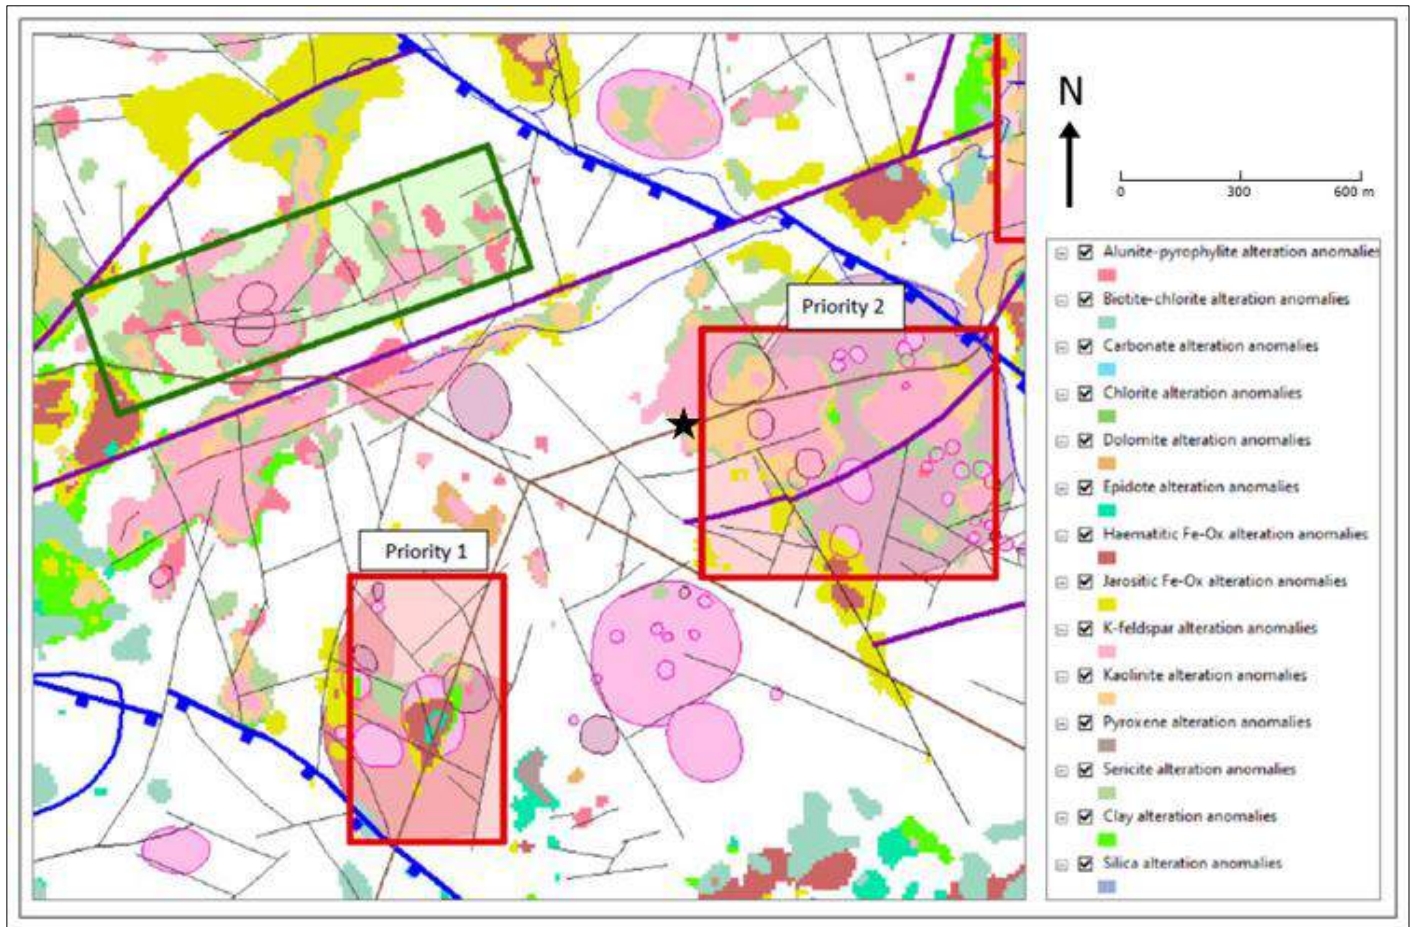 N
0 300 600 m
Priority 2
Priority 1
Alunite-pyrophylite alteration anomalies
Biotite-chlorite alteration anomalies
Carbonate alteration anomalies
Chlorite alteration anomalies
Dolomite alteration anomalies
Epidote alteration anomalies
Haematitic Fe-Ox alteration anomalies
Jarositic Fe-Ox alteration anomalies
K-feldspar alteration anomalies
Kaolinite alteration anomalies
Pyroxene alteration anomalies
Sericite alteration anomalies
Clay alteration anomalies
Silica alteration anomalies